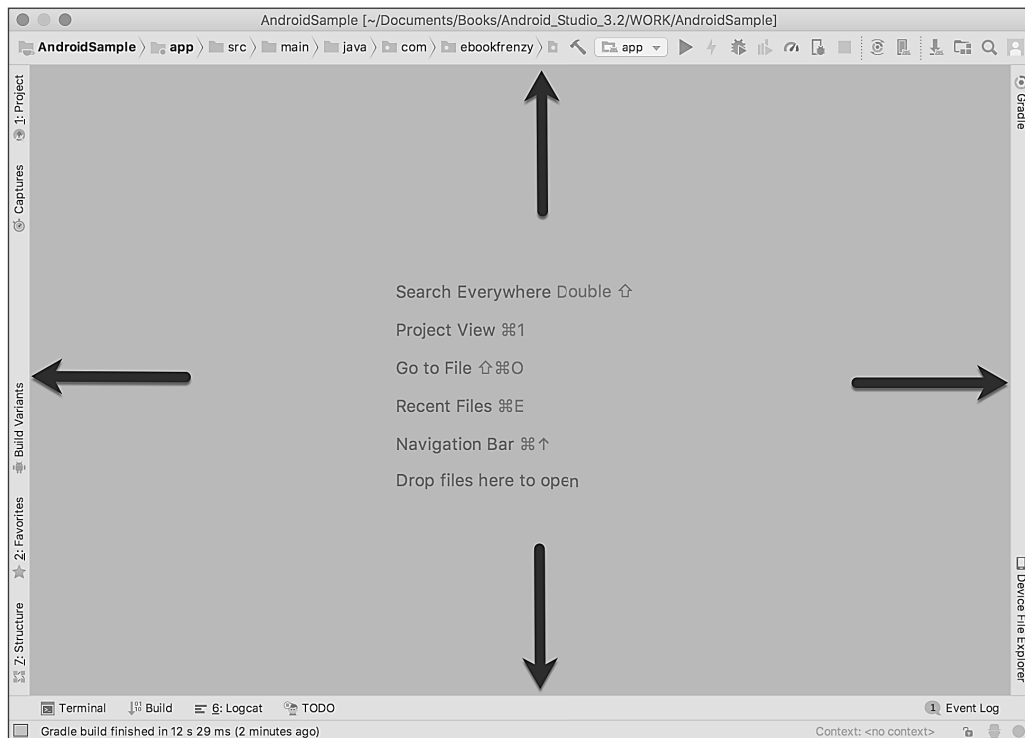 AndroidSample [~/Documents/Books/Android_Studio_3.2/WORK/AndroidSample]
AndroidSample app src main java com ebookfrenzy app
1: Project
Captures
Build Variants
2: Favorites
7: Structure
Search Everywhere Double ⇧
Project View ⌘1
Go to File ⇧⌘O
Recent Files ⌘E
Navigation Bar ⌘↑
Drop files here to open
Gradle
Device File Explorer
Terminal Build 6: Logcat TODO 1 Event Log
Gradle build finished in 12 s 29 ms (2 minutes ago) Context: <no context>